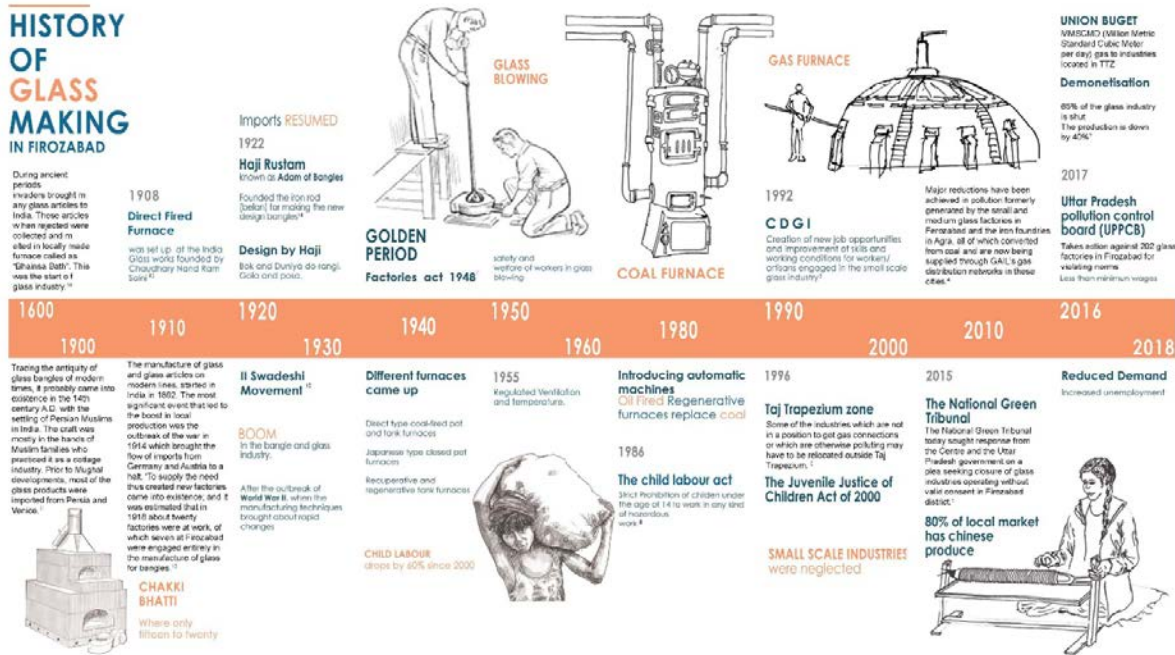 HISTORY
OF
GLASS
MAKING
IN FIROZABAD
During ancient
periods
invaders brought m
any glass articles to
India. These articles
when rejected were
collected and m
elted in locally made
furnace called as
"Bhainsa Bath". This
was the start of
glass industry.
1908
Direct Fired
Furnace
was set up at the India
Glass works founded by
Chaudhary Nand Ram
Saini
Imports RESUMED
1922
Haji Rustam
known as Adam of Bangles
Founded the iron rod
(belan) for making the new
design bangles
Design by Haji
Bak and Duniya do rangi,
Gola and pasa.
GOLDEN
PERIOD
Factories act 1948
GLASS
BLOWING
safety and
welfare of workers in glass
blowing
COAL FURNACE
GAS FURNACE
1992
CDGI
Creation of new job opportunities
and improvement of skills and
working conditions for workers/
artisans engaged in the small scale
glass industry
Major reductions have been
achieved in pollution formerly
generated by the small and
medium glass factories in
Firozabad and the iron foundries
in Agra, all of which converted
from coal and are now being
supplied through GAIL's gas
distribution networks in these
cities.
UNION BUGET
MMSCMD (Million Metric
Standard Cubic Meter
per day) gas to industries
located in TTZ
Demonetisation
65% of the glass industry
is shut
The production is down
by 40%
2017
Uttar Pradesh
pollution control
board (UPPCB)
Takes action against 202 glass
factories in Firozabad for
violating norms
Less than minimum wages
1600
1900
1910
1920
1930
1940
1950
1960
1980
1990
2000
2010
2016
2018
Tracing the antiquity of
glass bangles of modern
times, it probably came into
existence in the 14th
century A.D. with the
settling of Persian Muslims
in India. The craft was
mostly in the hands of
Muslim families who
practiced it as a cottage
industry. Prior to Mughal
developments, most of the
glass products were
imported from Persia and
Venice.
The manufacture of glass
and glass articles on
modern lines, started in
India in 1892. The most
significant event that led to
the boost in local
production was the
outbreak of the war in
1914 which brought the
flow of imports from
Germany and Austria to a
halt. "To supply the need
thus created new factories
came into existence; and it
was estimated that in
1918 about twenty
factories were at work, of
which seven at Firozabad
were engaged entirely in
the manufacture of glass
for bangles.
CHAKKI
BHATTI
Where only
fifteen to twenty
II Swadeshi
Movement
BOOM
In the bangle and glass
industry.
After the outbreak of
World War II, when the
manufacturing techniques
brought about rapid
changes
Different furnaces
came up
Direct type coal-fired pot
and tank furnaces
Japanese type closed pot
furnaces
Recuperative and
regenerative tank furnaces
CHILD LABOUR
drops by 60% since 2000
1955
Regulated Ventilation
and temperature.
Introducing automatic
machines
Oil Fired Regenerative
furnaces replace coal
1986
The child labour act
Strict Prohibition of children under
the age of 14 to work in any kind
of hazardous
work.
1996
Taj Trapezium zone
Some of the industries which are not
in a position to get gas connections
or which are otherwise polluting may
have to be relocated outside Taj
Trapezium.
The Juvenile Justice of
Children Act of 2000
SMALL SCALE INDUSTRIES
were neglected
2015
The National Green
Tribunal
The National Green Tribunal
today sought response from
the Centre and the Uttar
Pradesh government on a
plea seeking closure of glass
industries operating without
valid consent in Firozabad
district.
80% of local market
has chinese
produce
Reduced Demand
Increased unemployment